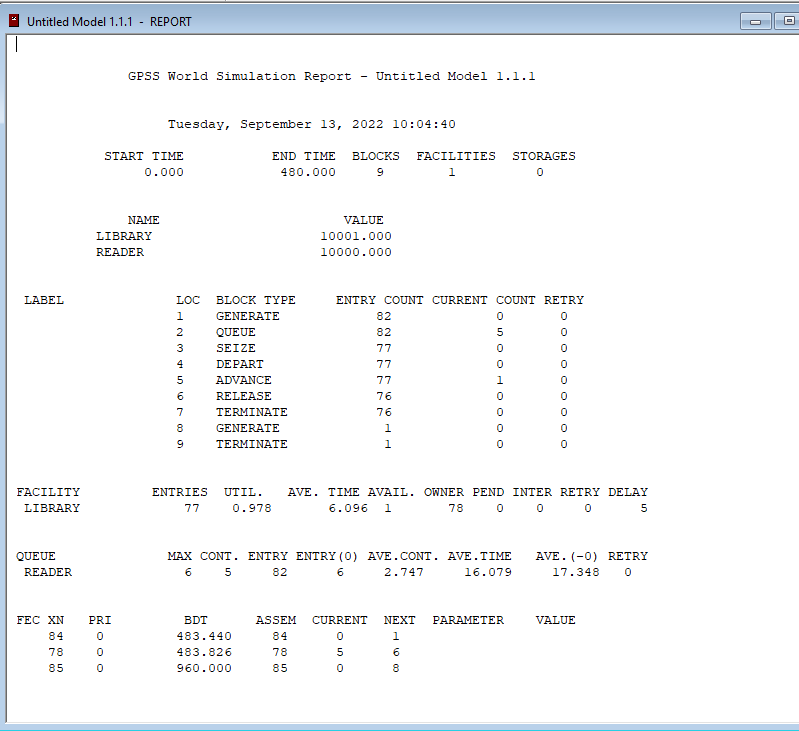 Untitled Model 1.1.1 - REPORT
GPSS World Simulation Report - Untitled Model 1.1.1
Tuesday, September 13, 2022 10:04:40
START TIME END TIME BLOCKS FACILITIES STORAGES
0.000 480.000 9 1 0
NAME VALUE
LIBRARY 10001.000
READER 10000.000
LABEL LOC BLOCK TYPE ENTRY COUNT CURRENT COUNT RETRY
1 GENERATE 82 0 0
2 QUEUE 82 5 0
3 SEIZE 77 0 0
4 DEPART 77 0 0
5 ADVANCE 77 1 0
6 RELEASE 76 0 0
7 TERMINATE 76 0 0
8 GENERATE 1 0 0
9 TERMINATE 1 0 0
FACILITY ENTRIES UTIL. AVE. TIME AVAIL. OWNER PEND INTER RETRY DELAY
LIBRARY 77 0.978 6.096 1 78 0 0 0 5
QUEUE MAX CONT. ENTRY ENTRY(0) AVE.CONT. AVE.TIME AVE.(-0) RETRY
READER 6 5 82 6 2.747 16.079 17.348 0
FEC XN PRI BDT ASSEM CURRENT NEXT PARAMETER VALUE
84 0 483.440 84 0 1
78 0 483.826 78 5 6
85 0 960.000 85 0 8